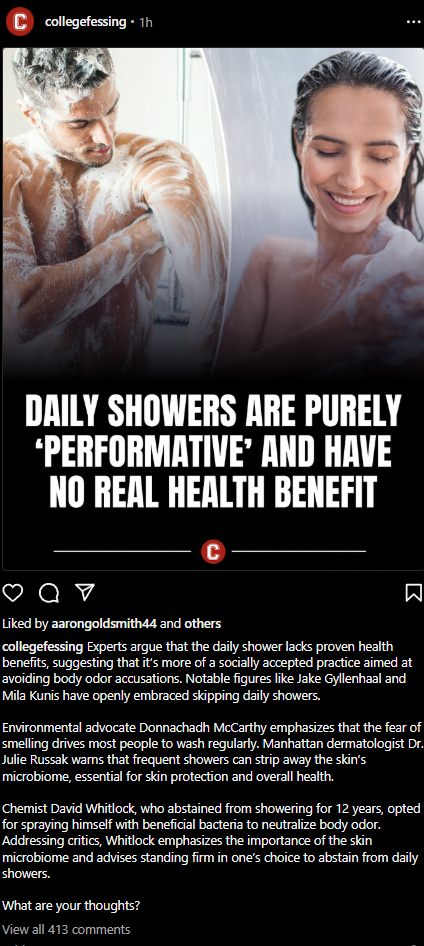 C
collegefessing • 1h
DAILY SHOWERS ARE PURELY
‘PERFORMATIVE’ AND HAVE
NO REAL HEALTH BENEFIT
C
Liked by aarongoldsmith44 and others
collegefessing Experts argue that the daily shower lacks proven health
benefits, suggesting that it's more of a socially accepted practice aimed at
avoiding body odor accusations. Notable figures like Jake Gyllenhaal and
Mila Kunis have openly embraced skipping daily showers.
Environmental advocate Donnachadh McCarthy emphasizes that the fear of
smelling drives most people to wash regularly. Manhattan dermatologist Dr.
Julie Russak warns that frequent showers can strip away the skin's
microbiome, essential for skin protection and overall health.
Chemist David Whitlock, who abstained from showering for 12 years, opted
for spraying himself with beneficial bacteria to neutralize body odor.
Addressing critics, Whitlock emphasizes the importance of the skin
microbiome and advises standing firm in one's choice to abstain from daily
showers.
What are your thoughts?
View all 413 comments